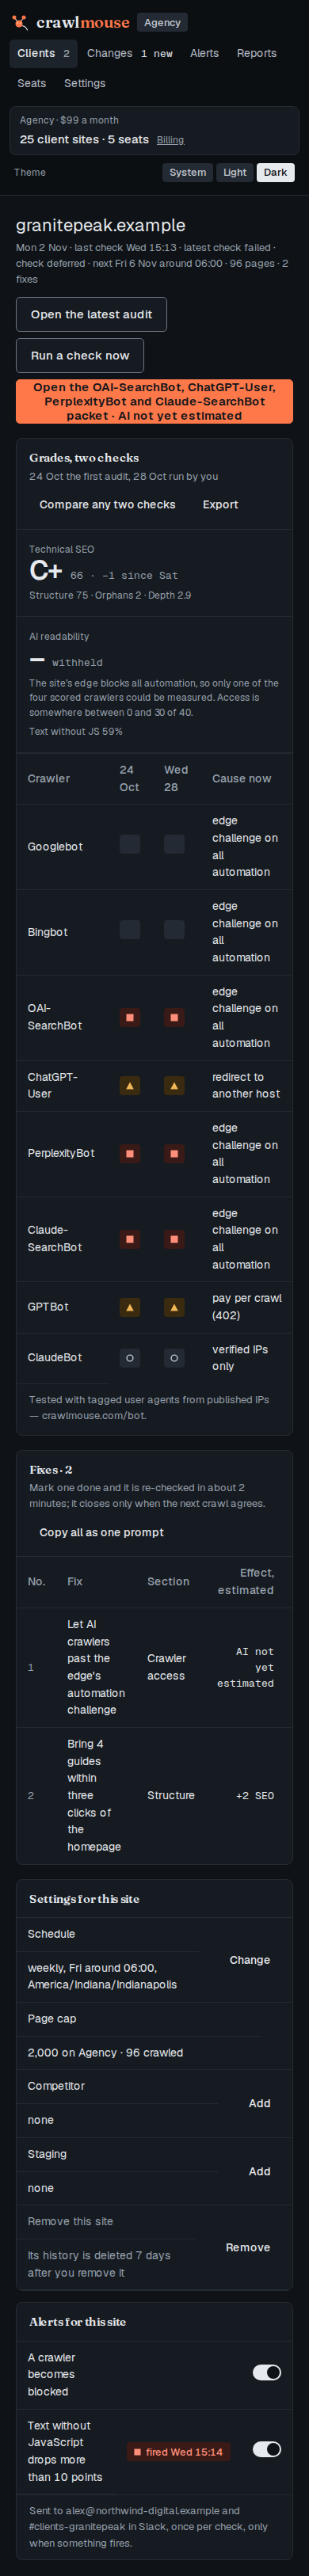 crawlmouse Agency
Clients 2 Changes 1 new Alerts Reports
Seats Settings
Agency · $99 a month
25 client sites · 5 seats Billing
Theme System Light Dark
granitepeak.example
Mon 2 Nov · last check Wed 15:13 · latest check failed ·
check deferred · next Fri 6 Nov around 06:00 · 96 pages · 2
fixes
Open the latest audit
Run a check now
Open the OAI-SearchBot, ChatGPT-User,
PerplexityBot and Claude-SearchBot
packet · AI not yet estimated
Grades, two checks
24 Oct the first audit, 28 Oct run by you
Compare any two checks Export
Technical SEO
C+ 66 · −1 since Sat
Structure 75 · Orphans 2 · Depth 2.9
AI readability
— withheld
The site's edge blocks all automation, so only one of the
four scored crawlers could be measured. Access is
somewhere between 0 and 30 of 40.
Text without JS 59%
Crawler 24 Oct Wed 28 Cause now
Googlebot edge challenge on all automation
Bingbot edge challenge on all automation
OAI-SearchBot edge challenge on all automation
ChatGPT-User redirect to another host
PerplexityBot edge challenge on all automation
Claude-SearchBot edge challenge on all automation
GPTBot pay per crawl (402)
ClaudeBot verified IPs only
Tested with tagged user agents from published IPs
— crawlmouse.com/bot.
Fixes · 2
Mark one done and it is re-checked in about 2
minutes; it closes only when the next crawl agrees.
Copy all as one prompt
No. Fix Section Effect, estimated
1 Let AI crawlers past the edge's automation challenge Crawler access AI not yet estimated
2 Bring 4 guides within three clicks of the homepage Structure +2 SEO
Settings for this site
Schedule
weekly, Fri around 06:00,
America/Indiana/Indianapolis
Change
Page cap
2,000 on Agency · 96 crawled
Competitor
none
Add
Staging
none
Add
Remove this site
Its history is deleted 7 days
after you remove it
Remove
Alerts for this site
A crawler becomes blocked
Text without JavaScript drops more than 10 points fired Wed 15:14
Sent to alex@northwind-digital.example and
#clients-granitepeak in Slack, once per check, only
when something fires.